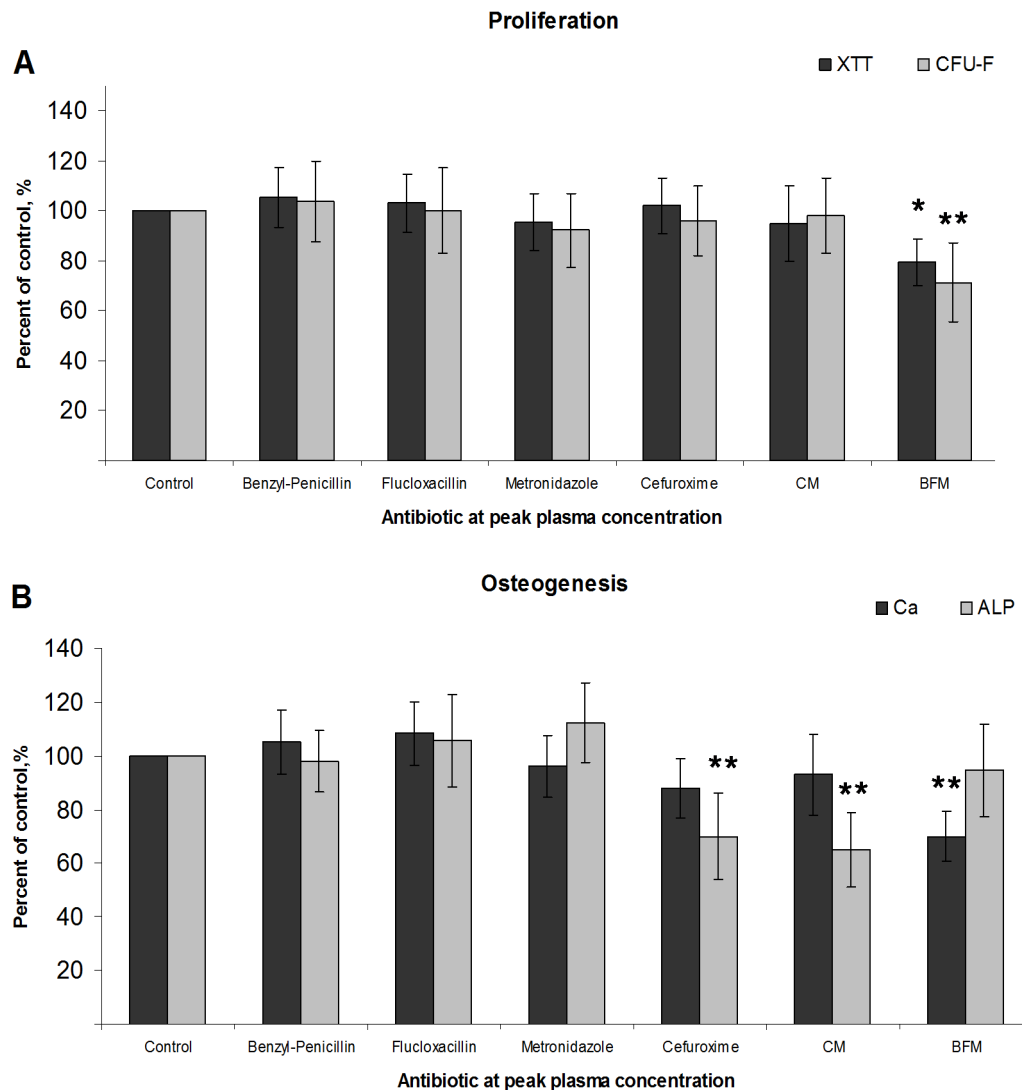 Proliferation
A
XTT CFU-F
Percent of control, %
140
120
100
80
60
40
20
* **
Control Benzyl-Penicillin Flucloxacillin Metronidazole Cefuroxime CM BFM
Antibiotic at peak plasma concentration
Osteogenesis
B
Ca ALP
Percent of control,%
140
120
100
80
60
40
20
** ** **
Control Benzyl-Penicillin Flucloxacillin Metronidazole Cefuroxime CM BFM
Antibiotic at peak plasma concentration